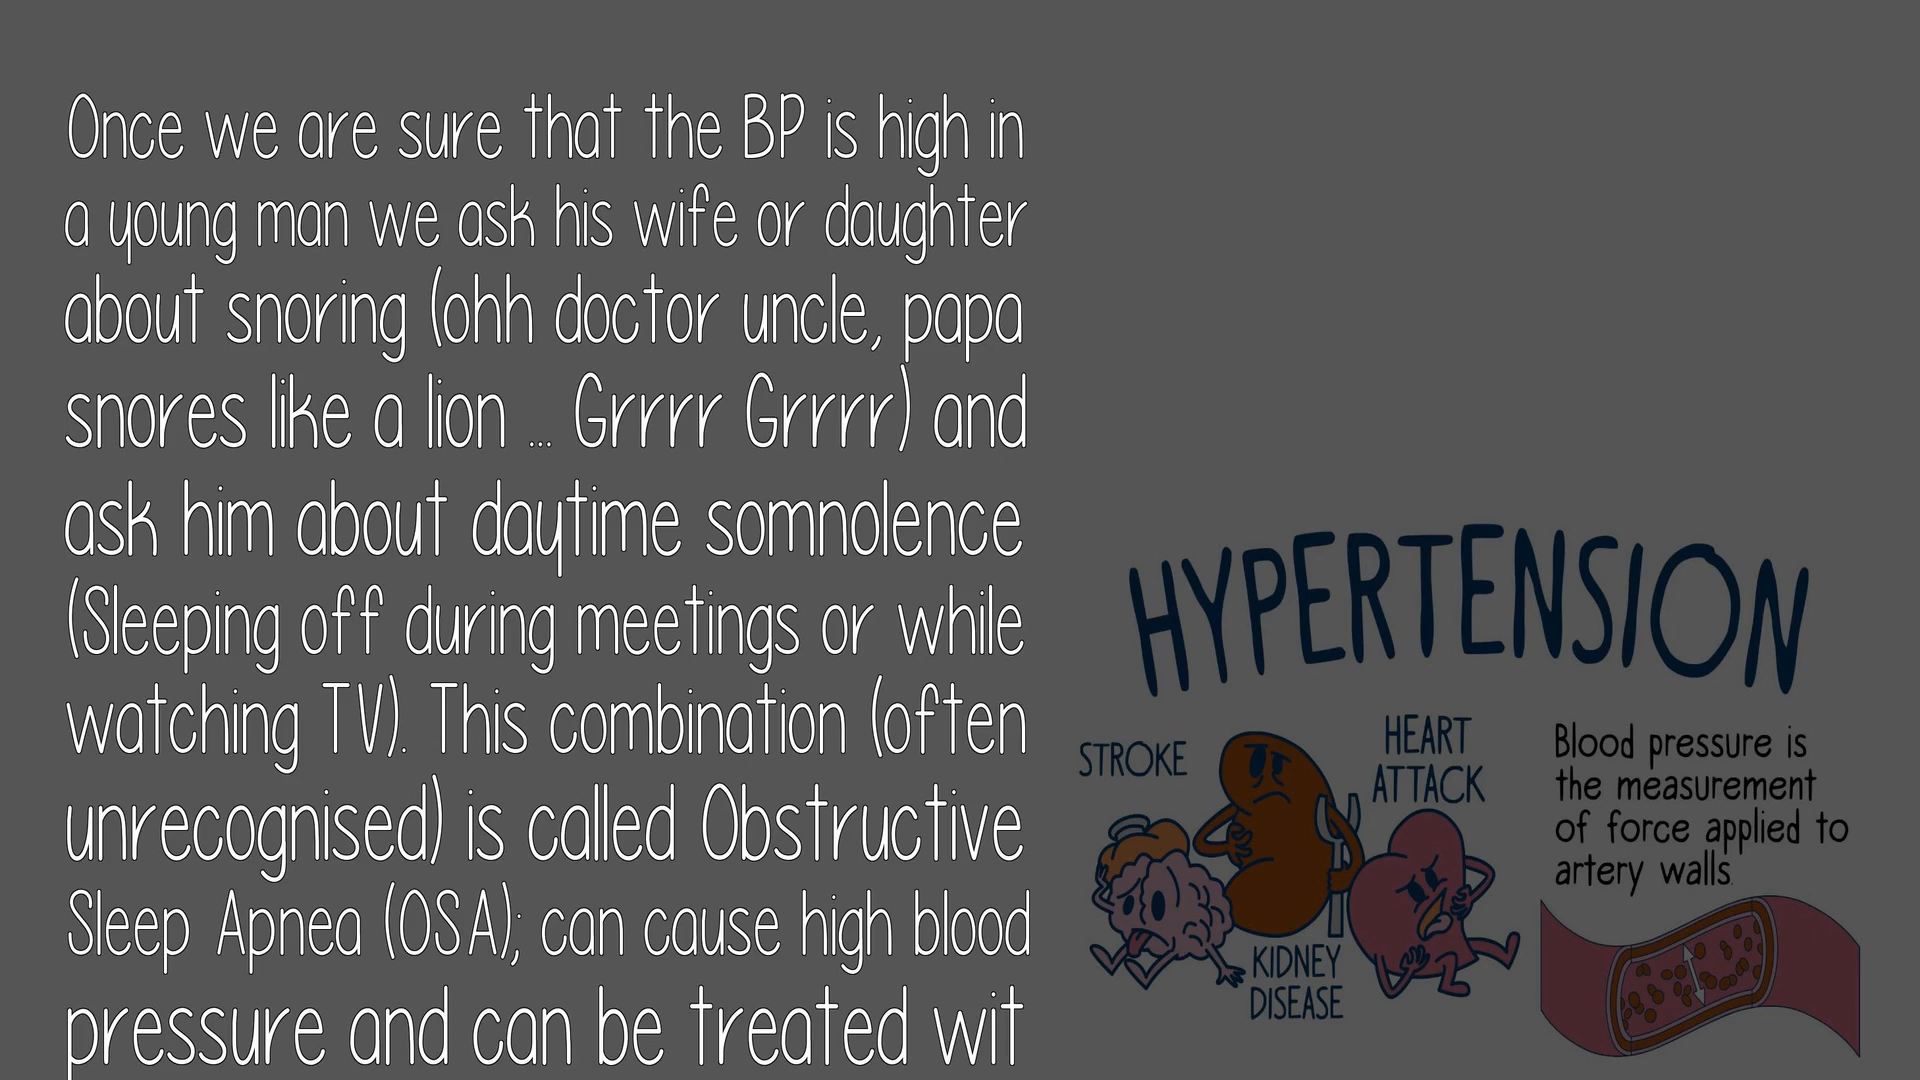 Once we are sure that the BP is high in
a young man we ask his wife or daughter
about snoring (ohh doctor uncle, papa
snores like a lion ... Grrrr Grrrr) and
ask him about daytime somnolence
(Sleeping off during meetings or while
watching TV). This combination (often
unrecognised) is called Obstructive
Sleep Apnea (OSA); can cause high blood
pressure and can be treated wit
HYPERTENSION
STROKE
HEART
ATTACK
KIDNEY
DISEASE
Blood pressure is
the measurement
of force applied to
artery walls.